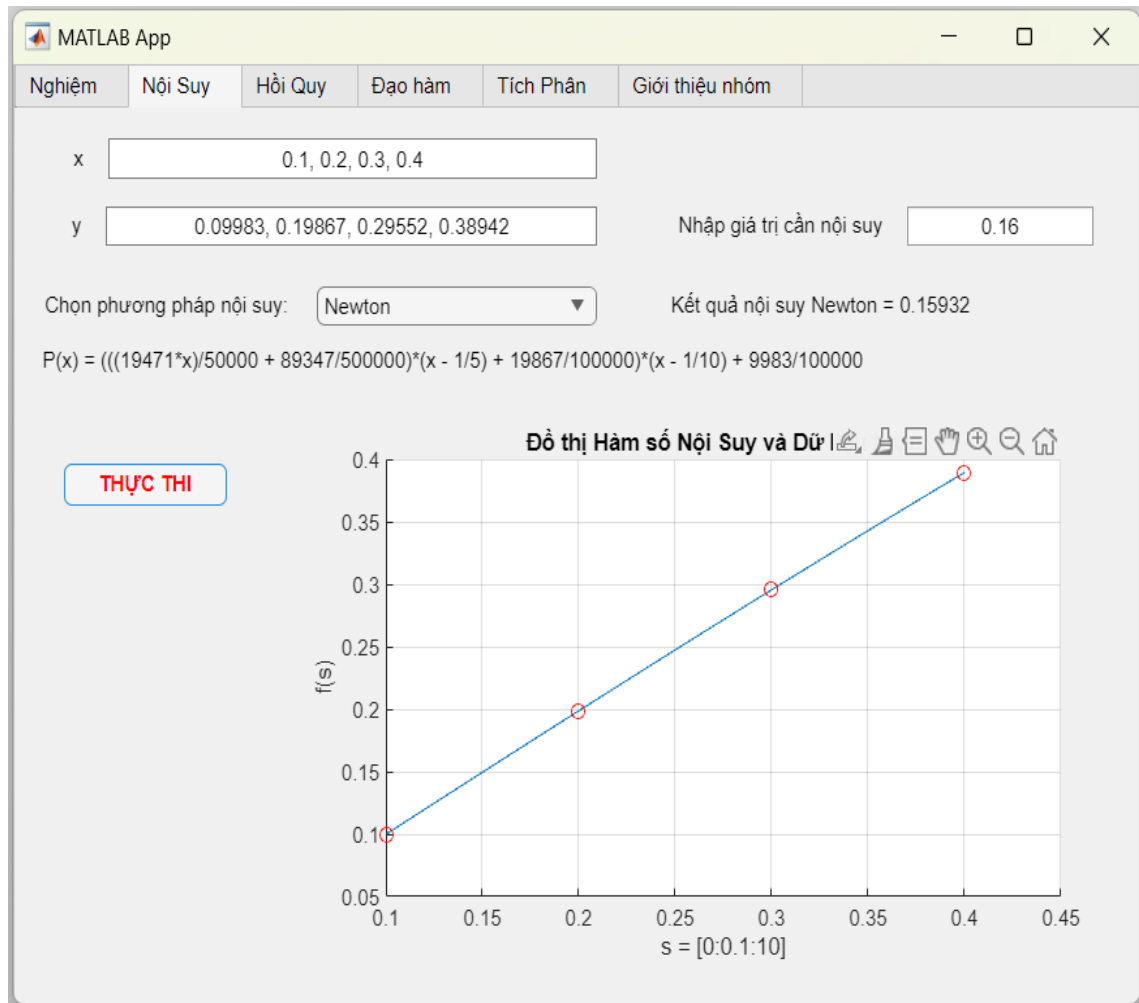 MATLAB App
Nghiệm Nội Suy Hồi Quy Đạo hàm Tích Phân Giới thiệu nhóm
x 0.1, 0.2, 0.3, 0.4
y 0.09983, 0.19867, 0.29552, 0.38942 Nhập giá trị cần nội suy 0.16
Chọn phương pháp nội suy: Newton Kết quả nội suy Newton = 0.15932
P(x) = (((19471*x)/50000 + 89347/500000)*(x - 1/5) + 19867/100000)*(x - 1/10) + 9983/100000
Đồ thị Hàm số Nội Suy và Dữ l
THỰC THI
0.4
0.35
0.3
0.25
f(s)
0.2
0.15
0.1
0.05
0.1 0.15 0.2 0.25 0.3 0.35 0.4 0.45
s = [0:0.1:10]